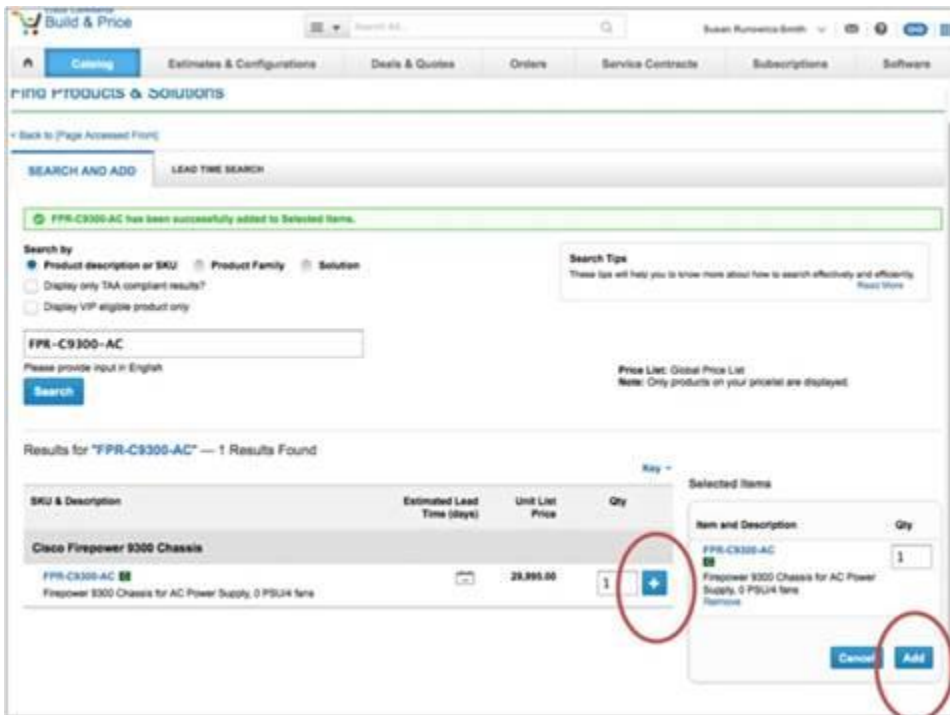 Cisco Commerce
Build & Price
Search All...
Catalog
Estimates & Configurations
Deals & Quotes
Orders
Service Contracts
Subscriptions
Software
Find Products & Solutions
< Back to [Page Accessed From]
SEARCH AND ADD
LEAD TIME SEARCH
FPR-C9300-AC has been successfully added to Selected Items.
Search by
Product description or SKU Product Family Solution
Display only TAA compliant results?
Display VIP eligible product only
Search Tips
These tips will help you to know more about how to search effectively and efficiently.
Read More
FPR-C9300-AC
Please provide input in English
Search
Price List: Global Price List
Note: Only products on your pricelist are displayed.
Results for "FPR-C9300-AC" — 1 Results Found
Key
SKU & Description
Estimated Lead
Time (days)
Unit List
Price
Qty
Cisco Firepower 9300 Chassis
FPR-C9300-AC
29,995.00
1
Firepower 9300 Chassis for AC Power Supply, 0 PSU/4 fans
Selected Items
Item and Description
Qty
FPR-C9300-AC
1
Firepower 9300 Chassis for AC Power
Supply, 0 PSU/4 fans
Remove
Cancel
Add